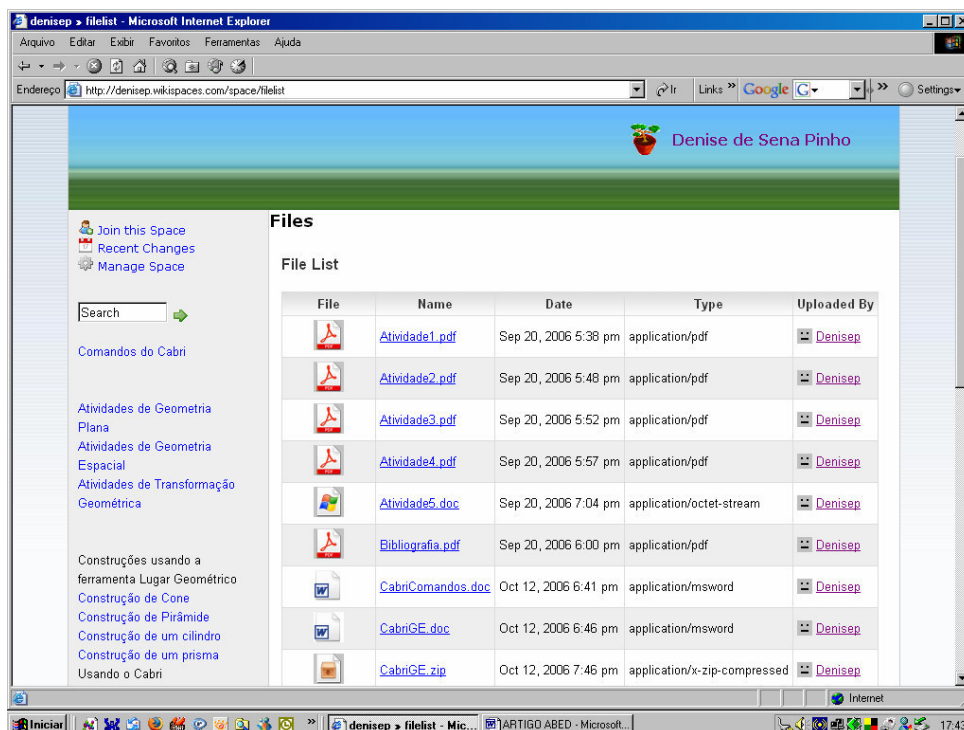 denisep » filelist - Microsoft Internet Explorer
Arquivo Editar Exibir Favoritos Ferramentas Ajuda
Endereço http://denisep.wikispaces.com/space/filelist Ir Links » Google G » Settings
Denise de Sena Pinho
Join this Space
Recent Changes
Manage Space
Search
Comandos do Cabri
Atividades de Geometria
Plana
Atividades de Geometria
Espacial
Atividades de Transformação
Geométrica
Construções usando a
ferramenta Lugar Geométrico
Construção de Cone
Construção de Pirâmide
Construção de um cilindro
Construção de um prisma
Usando o Cabri
Files
File List
File Name Date Type Uploaded By
PDF Atividade1.pdf Sep 20, 2006 5:38 pm application/pdf Denisep
PDF Atividade2.pdf Sep 20, 2006 5:48 pm application/pdf Denisep
PDF Atividade3.pdf Sep 20, 2006 5:52 pm application/pdf Denisep
PDF Atividade4.pdf Sep 20, 2006 5:57 pm application/pdf Denisep
Atividade5.doc Sep 20, 2006 7:04 pm application/octet-stream Denisep
PDF Bibliografia.pdf Sep 20, 2006 6:00 pm application/pdf Denisep
W CabriComandos.doc Oct 12, 2006 6:41 pm application/msword Denisep
W CabriGE.doc Oct 12, 2006 6:46 pm application/msword Denisep
CabriGE.zip Oct 12, 2006 7:46 pm application/x-zip-compressed Denisep
Internet
Iniciar » denisep » filelist - Mic... ARTIGO ABED - Microsoft... 17:43